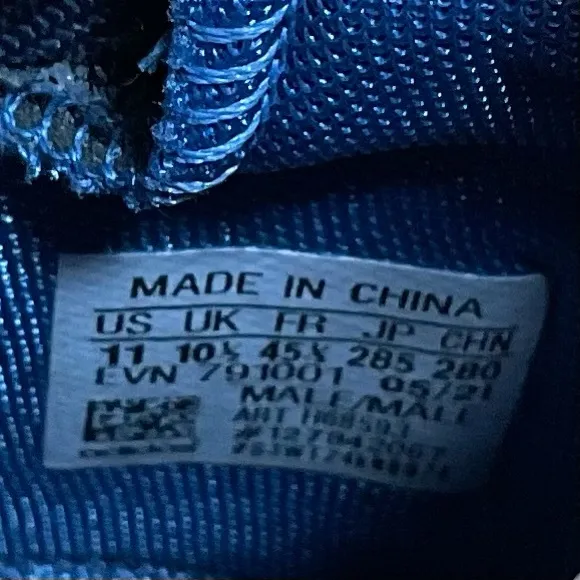 MADE IN CHINA
US UK FR JP CHN
11 10½ 45⅓ 285 280
EVN 791001 05/21
MALE/MALE
ART